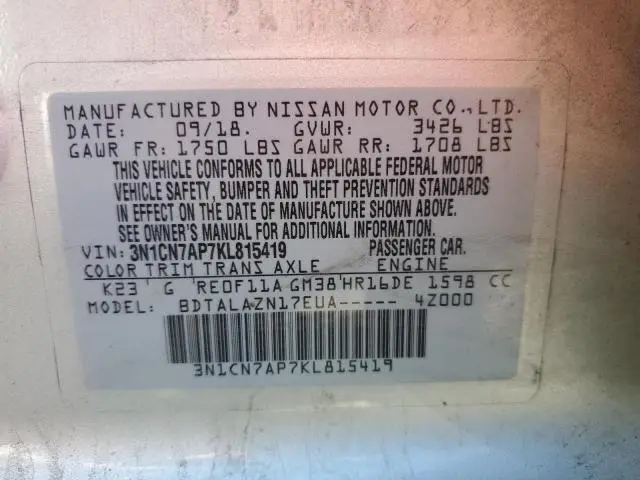 MANUFACTURED BY NISSAN MOTOR CO.,LTD.
DATE: 09/18. GVWR: 3426 LBS
GAWR FR: 1750 LBS GAWR RR: 1708 LBS
THIS VEHICLE CONFORMS TO ALL APPLICABLE FEDERAL MOTOR
VEHICLE SAFETY, BUMPER AND THEFT PREVENTION STANDARDS
IN EFFECT ON THE DATE OF MANUFACTURE SHOWN ABOVE.
SEE OWNER'S MANUAL FOR ADDITIONAL INFORMATION.
VIN: 3N1CN7AP7KL815419 PASSENGER CAR.
COLOR TRIM TRANS AXLE ENGINE
K23 G RE0F11A GM38 HR16DE 1598 CC
MODEL: BDTALAZN17EUA----- 4Z000
3N1CN7AP7KL815419